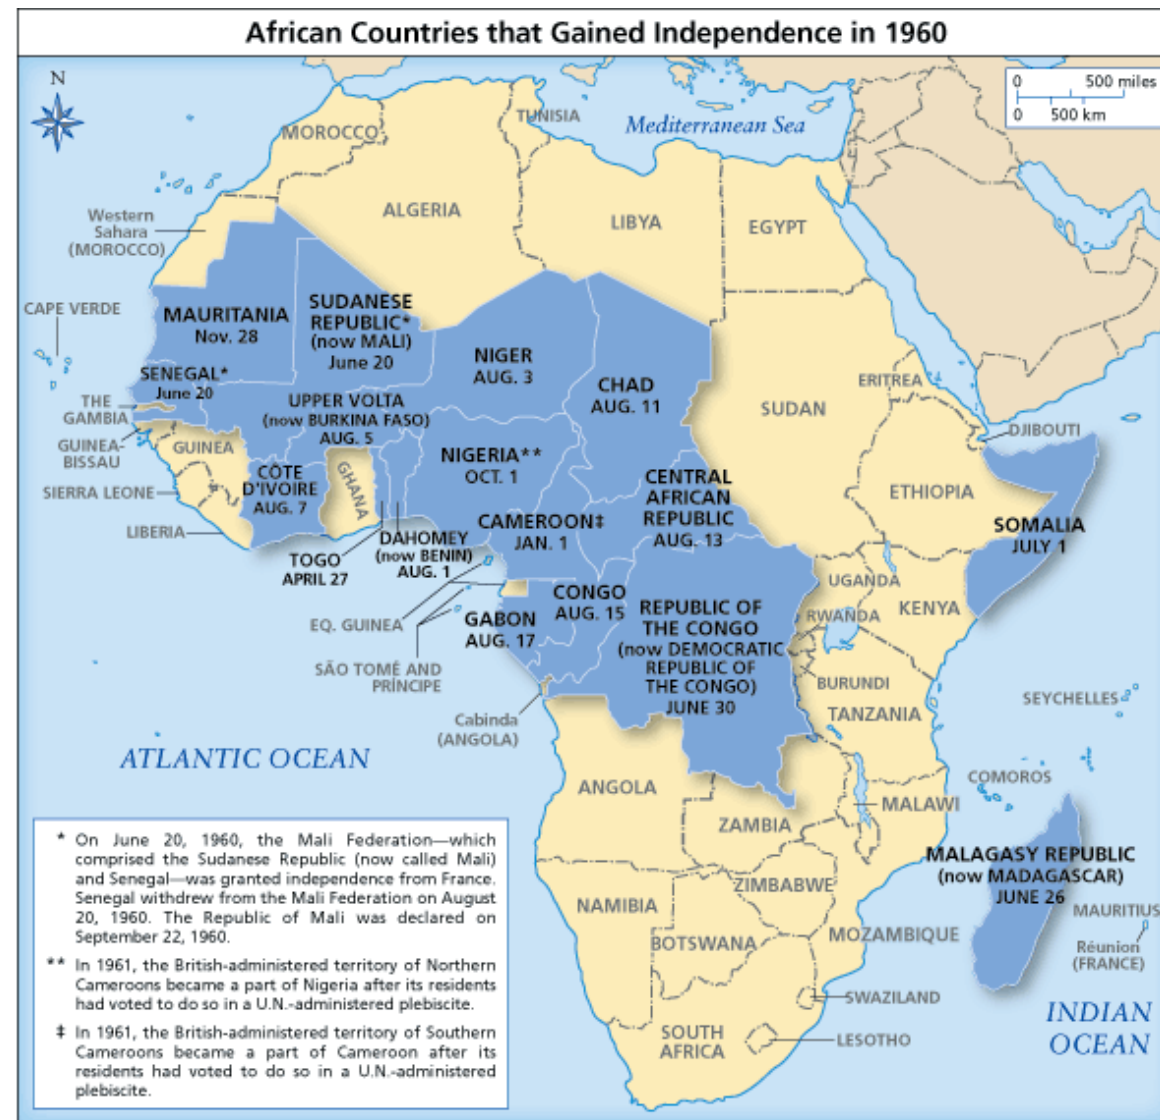 African Countries that Gained Independence in 1960
N
0 500 miles
0 500 km
TUNISIA
MOROCCO
Mediterranean Sea
ALGERIA
LIBYA
EGYPT
Western
Sahara
(MOROCCO)
CAPE VERDE
MAURITANIA
Nov. 28
SUDANESE
REPUBLIC*
(now MALI)
June 20
NIGER
AUG. 3
CHAD
AUG. 11
SUDAN
ERITREA
SENEGAL*
June 20
THE
GAMBIA
UPPER VOLTA
(now BURKINA FASO)
AUG. 5
DJIBOUTI
GUINEA-
BISSAU
GUINEA
NIGERIA**
OCT. 1
CÔTE
D'IVOIRE
AUG. 7
GHANA
CENTRAL
AFRICAN
REPUBLIC
AUG. 13
ETHIOPIA
SIERRA LEONE
SOMALIA
JULY 1
LIBERIA
CAMEROON‡
JAN. 1
TOGO
APRIL 27
DAHOMEY
(now BENIN)
AUG. 1
UGANDA
KENYA
RWANDA
CONGO
AUG. 15
EQ. GUINEA
GABON
AUG. 17
REPUBLIC OF
THE CONGO
(now DEMOCRATIC
REPUBLIC OF
THE CONGO)
JUNE 30
SÃO TOMÉ AND
PRÍNCIPE
BURUNDI
TANZANIA
SEYCHELLES
Cabinda
(ANGOLA)
ATLANTIC OCEAN
COMOROS
ANGOLA
MALAWI
ZAMBIA
MALAGASY REPUBLIC
(now MADAGASCAR)
JUNE 26
ZIMBABWE
NAMIBIA
MAURITIUS
BOTSWANA
MOZAMBIQUE
Réunion
(FRANCE)
SWAZILAND
INDIAN
OCEAN
SOUTH
AFRICA
LESOTHO
* On June 20, 1960, the Mali Federation—which
comprised the Sudanese Republic (now called Mali)
and Senegal—was granted independence from France.
Senegal withdrew from the Mali Federation on August
20, 1960. The Republic of Mali was declared on
September 22, 1960.
** In 1961, the British-administered territory of Northern
Cameroons became a part of Nigeria after its residents
had voted to do so in a U.N.-administered plebiscite.
‡ In 1961, the British-administered territory of Southern
Cameroons became a part of Cameroon after its
residents had voted to do so in a U.N.-administered
plebiscite.